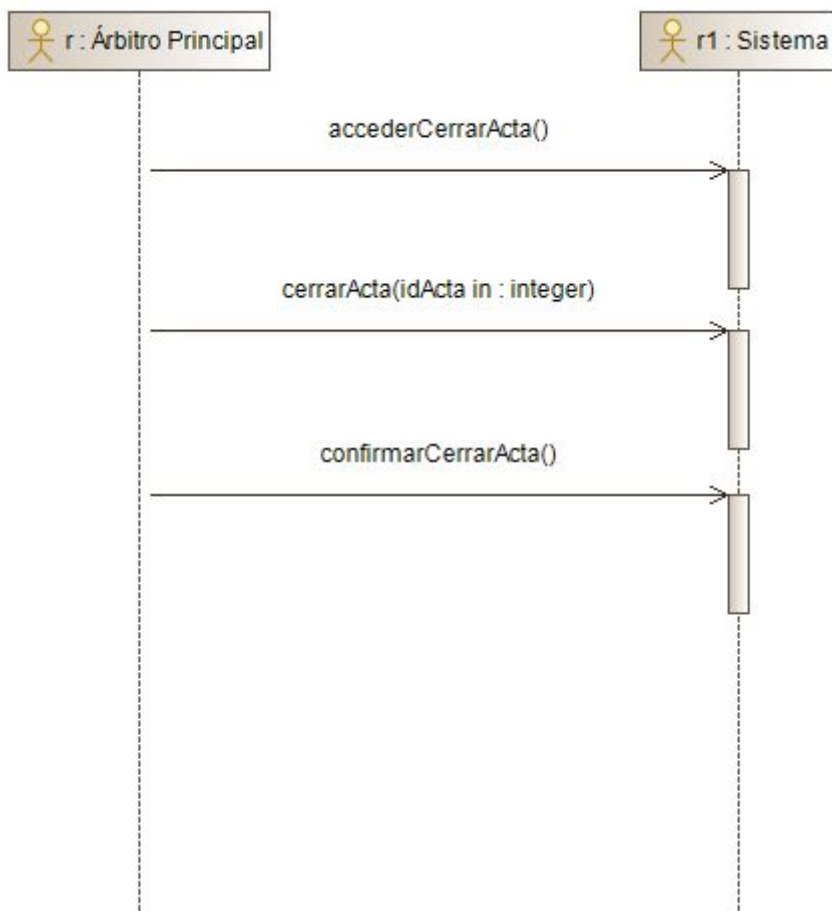 r : Árbitro Principal
r1 : Sistema
accederCerrarActa()
cerrarActa(idActa in : integer)
confirmarCerrarActa()